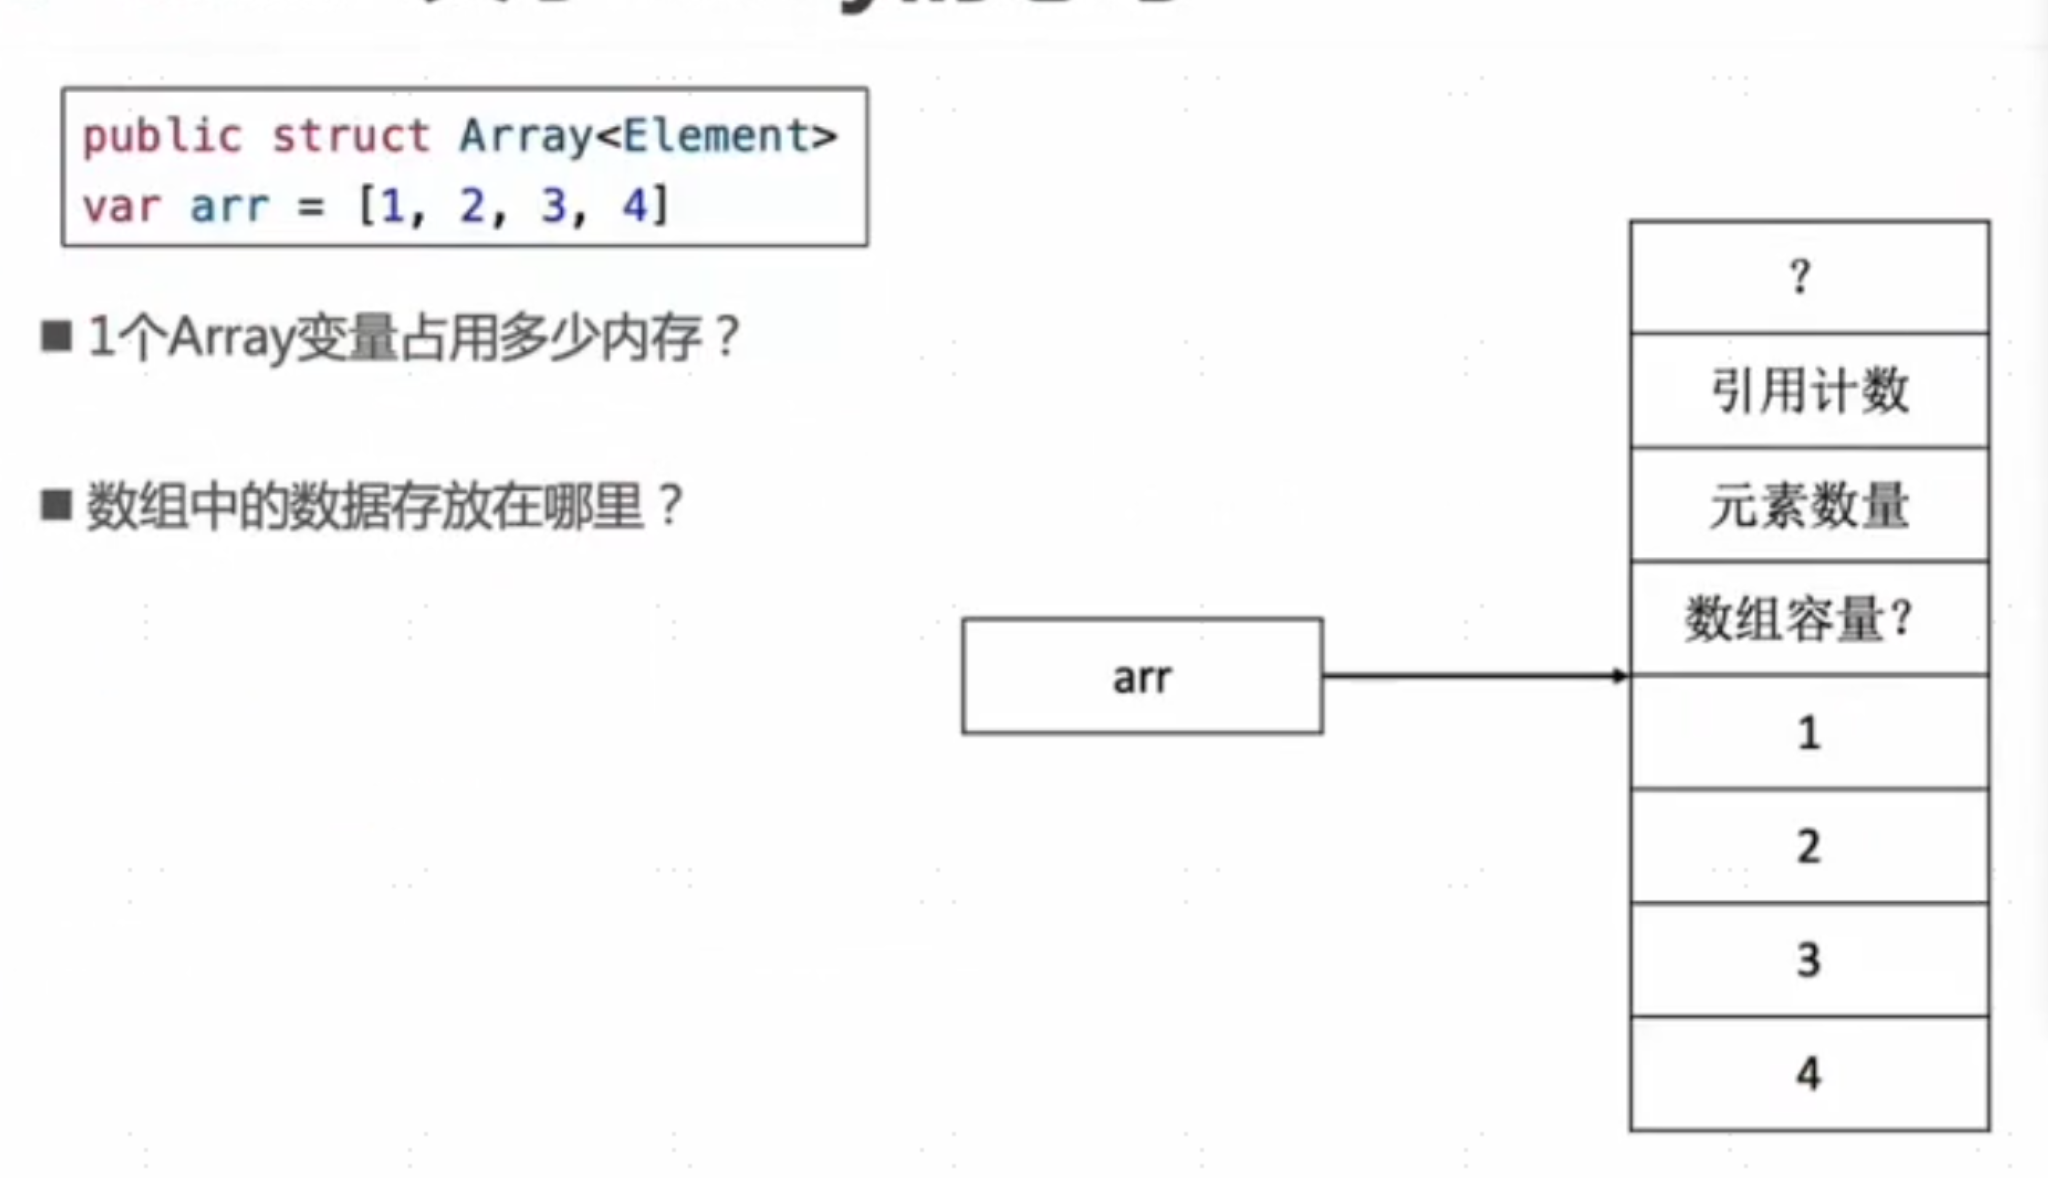 public struct Array<Element>
var arr = [1, 2, 3, 4]
■ 1个Array变量占用多少内存？
■ 数组中的数据存放在哪里？
arr
?
引用计数
元素数量
数组容量?
1
2
3
4